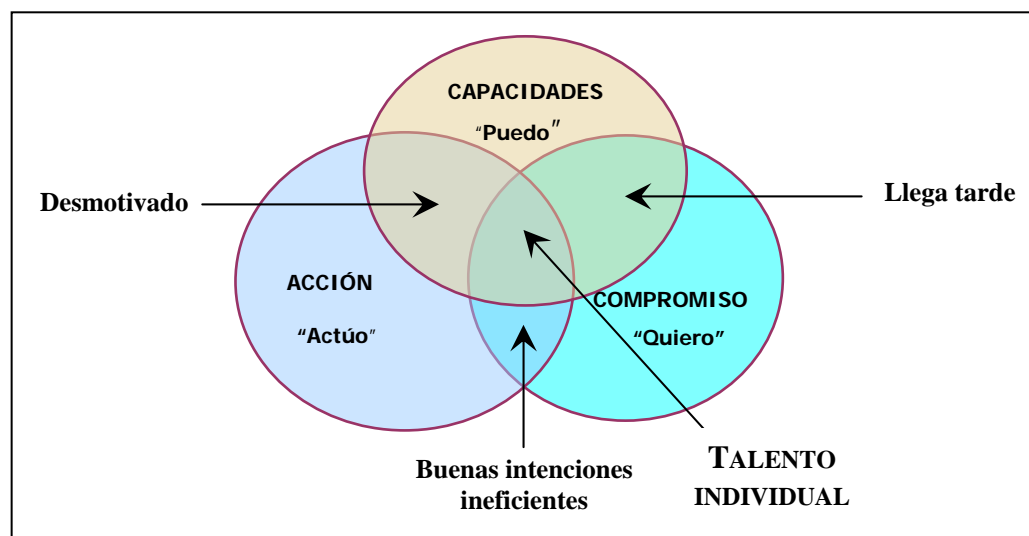 CAPACIDADES
“Puedo”
Desmotivado
Llega tarde
ACCIÓN
“Actúo”
COMPROMISO
“Quiero”
Buenas intenciones
ineficientes
TALENTO
INDIVIDUAL